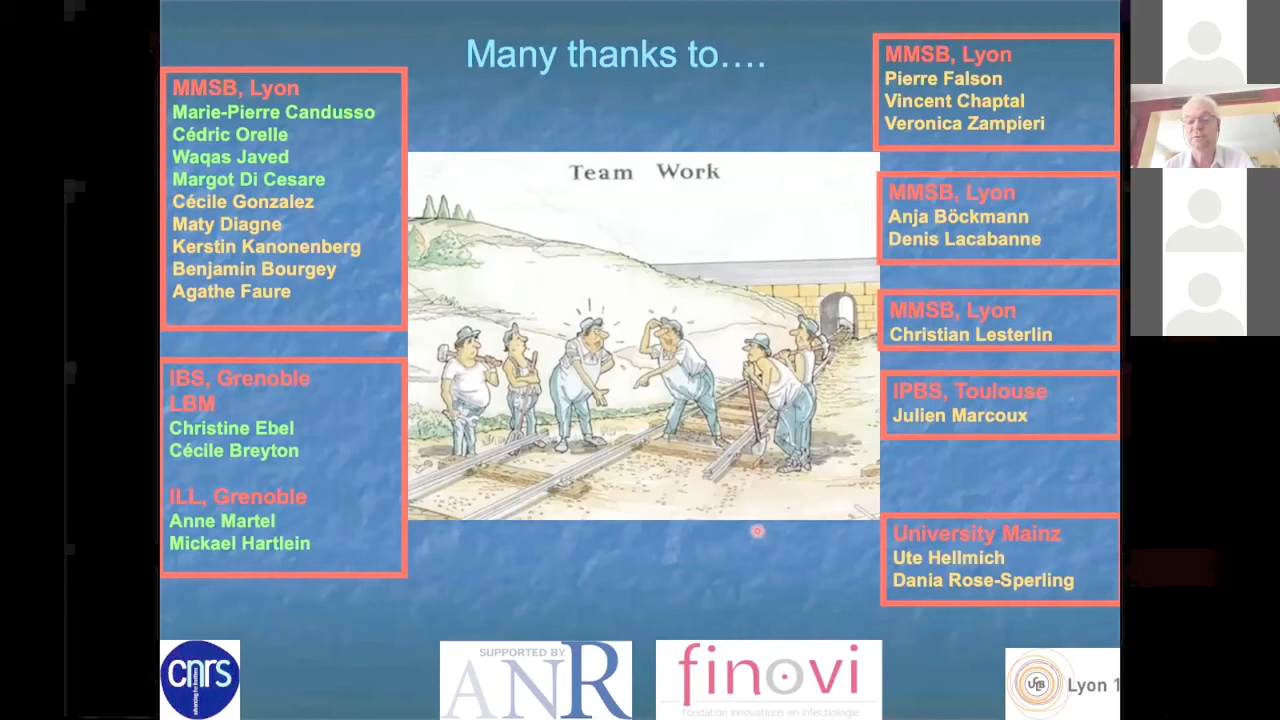 Many thanks to….
MMSB, Lyon
Marie-Pierre Candusso
Cédric Orelle
Waqas Javed
Margot Di Cesare
Cécile Gonzalez
Maty Diagne
Kerstin Kanonenberg
Benjamin Bourgey
Agathe Faure
IBS, Grenoble
LBM
Christine Ebel
Cécile Breyton
ILL, Grenoble
Anne Martel
Mickael Hartlein
Team Work
MMSB, Lyon
Pierre Falson
Vincent Chaptal
Veronica Zampieri
MMSB, Lyon
Anja Böckmann
Denis Lacabanne
MMSB, Lyon
Christian Lesterlin
IPBS, Toulouse
Julien Marcoux
University Mainz
Ute Hellmich
Dania Rose-Sperling
cnrs
SUPPORTED BY
ANR
finovi
Fondation Innovations en Infectiologie
Lyon 1